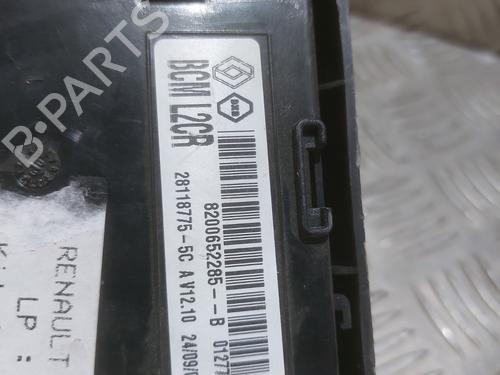 B-PARTS
BCM L2CR
8200652285--B
28118775-5C A V12.10
RENAULT
LP: